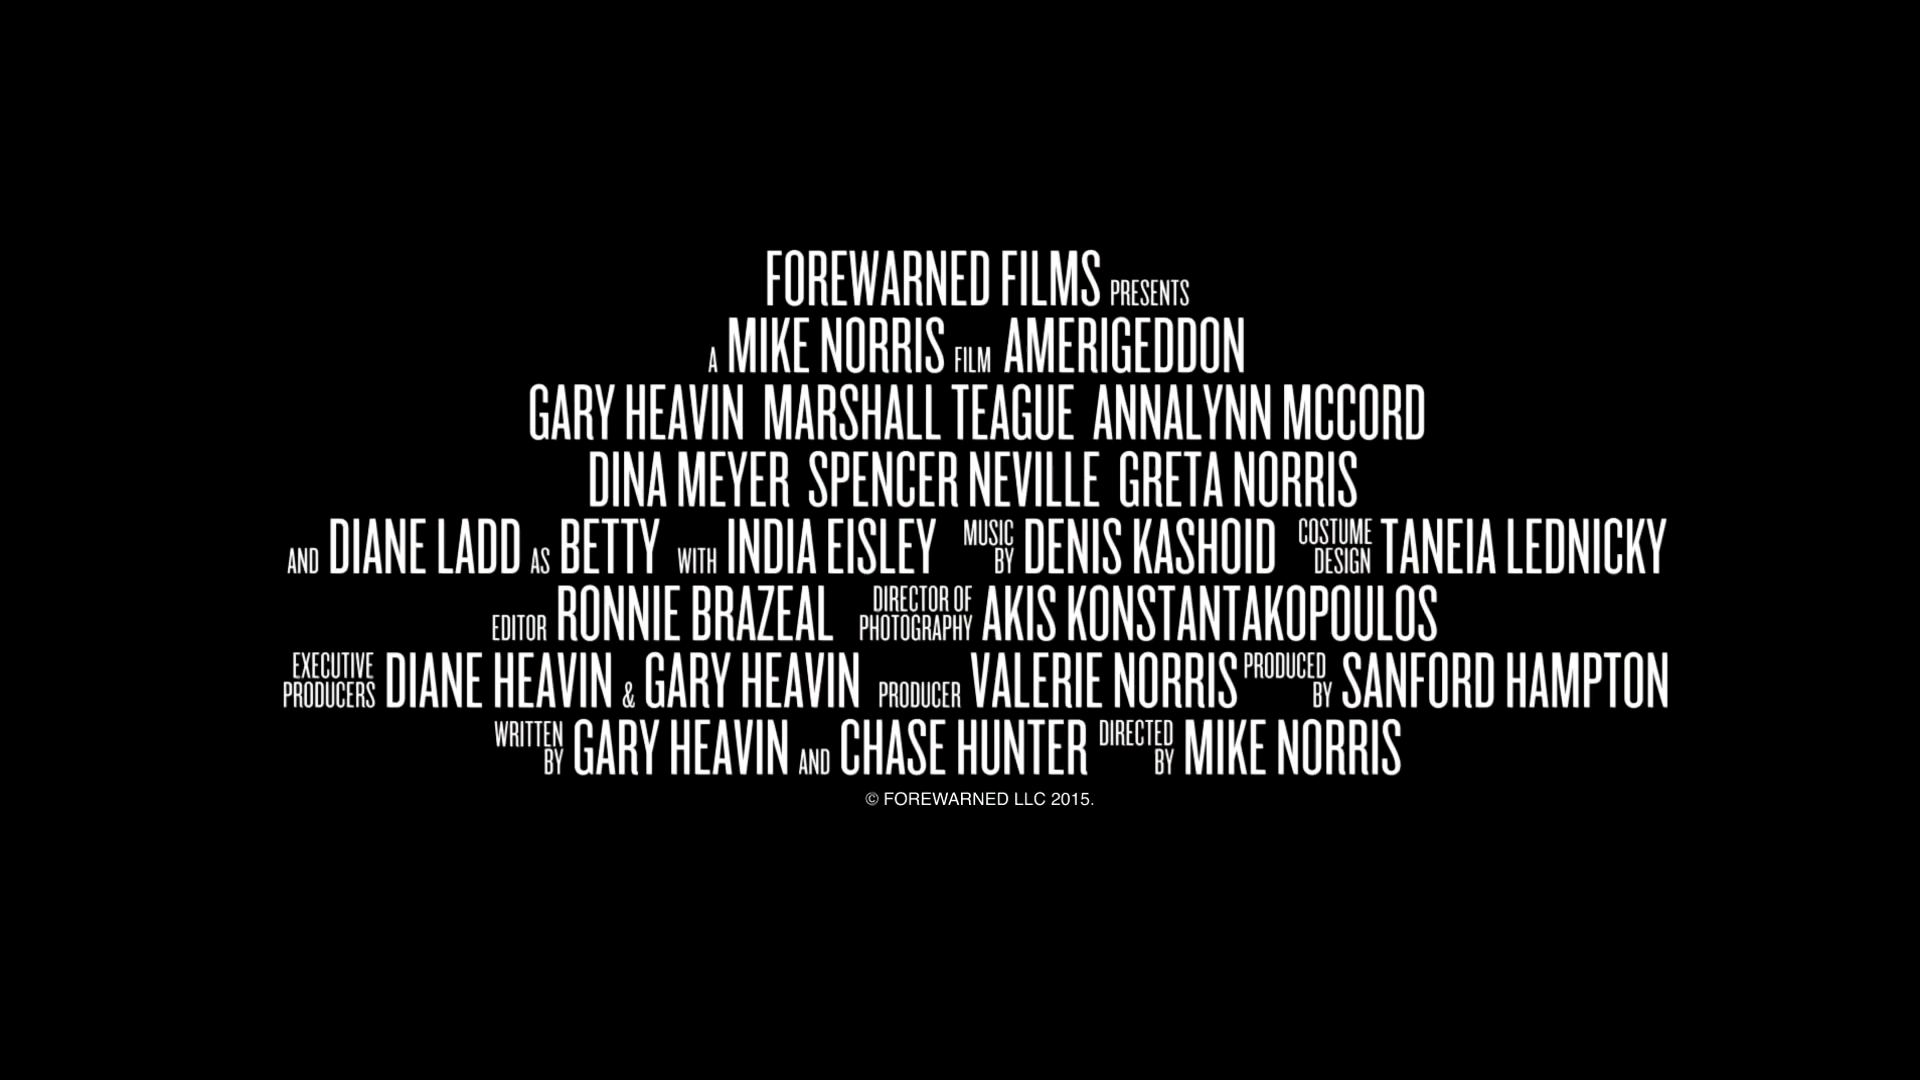 FOREWARNED FILMS PRESENTS
A MIKE NORRIS FILM AMERIGEDDON
GARY HEAVIN MARSHALL TEAGUE ANNALYNN MCCORD
DINA MEYER SPENCER NEVILLE GRETA NORRIS
AND DIANE LADD AS BETTY WITH INDIA EISLEY MUSIC BY DENIS KASHOID COSTUME DESIGN TANEIA LEDNICKY
EDITOR RONNIE BRAZEAL DIRECTOR OF PHOTOGRAPHY AKIS KONSTANTAKOPOULOS
EXECUTIVE PRODUCERS DIANE HEAVIN & GARY HEAVIN PRODUCER VALERIE NORRIS PRODUCED BY SANFORD HAMPTON
WRITTEN BY GARY HEAVIN AND CHASE HUNTER DIRECTED BY MIKE NORRIS
© FOREWARNED LLC 2015.